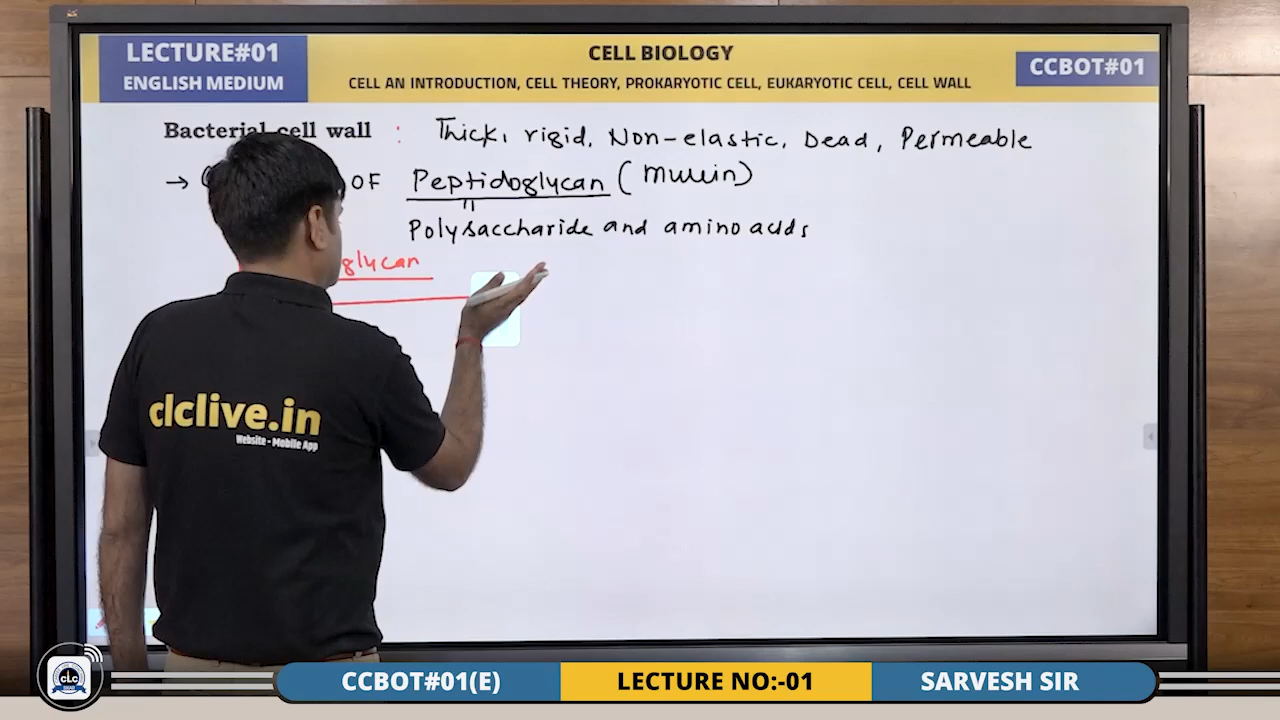 LECTURE#01
ENGLISH MEDIUM
CELL BIOLOGY
CELL AN INTRODUCTION, CELL THEORY, PROKARYOTIC CELL, EUKARYOTIC CELL, CELL WALL
CCBOT#01
Bacterial cell wall : Thick, rigid, Non-elastic, Dead, Permeable
→ OF Peptidoglycan (Murein)
Polysaccharide and amino acids
glycan
clclive.in
Website - Mobile App
CLC
CCBOT#01(E)
LECTURE NO:-01
SARVESH SIR